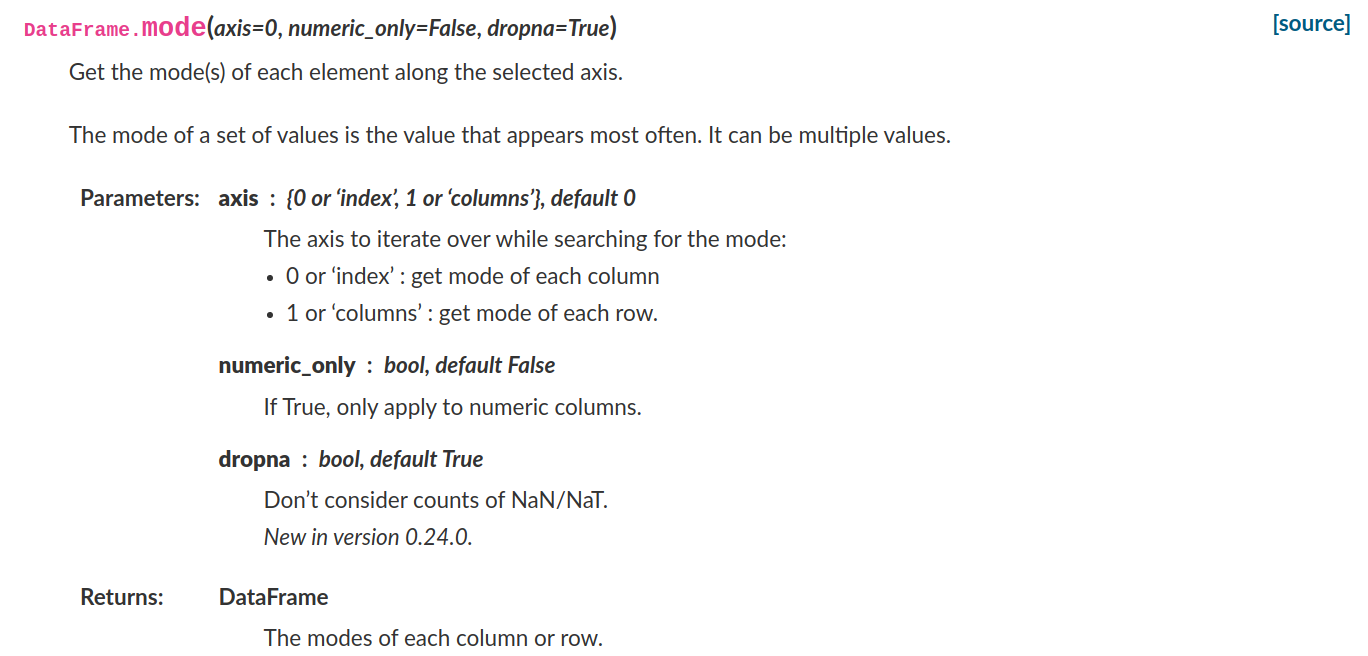 DataFrame.mode(axis=0, numeric_only=False, dropna=True) [source]
Get the mode(s) of each element along the selected axis.
The mode of a set of values is the value that appears most often. It can be multiple values.
Parameters: axis : {0 or ‘index’, 1 or ‘columns’}, default 0
The axis to iterate over while searching for the mode:
• 0 or ‘index’ : get mode of each column
• 1 or ‘columns’ : get mode of each row.
numeric_only : bool, default False
If True, only apply to numeric columns.
dropna : bool, default True
Don’t consider counts of NaN/NaT.
New in version 0.24.0.
Returns: DataFrame
The modes of each column or row.